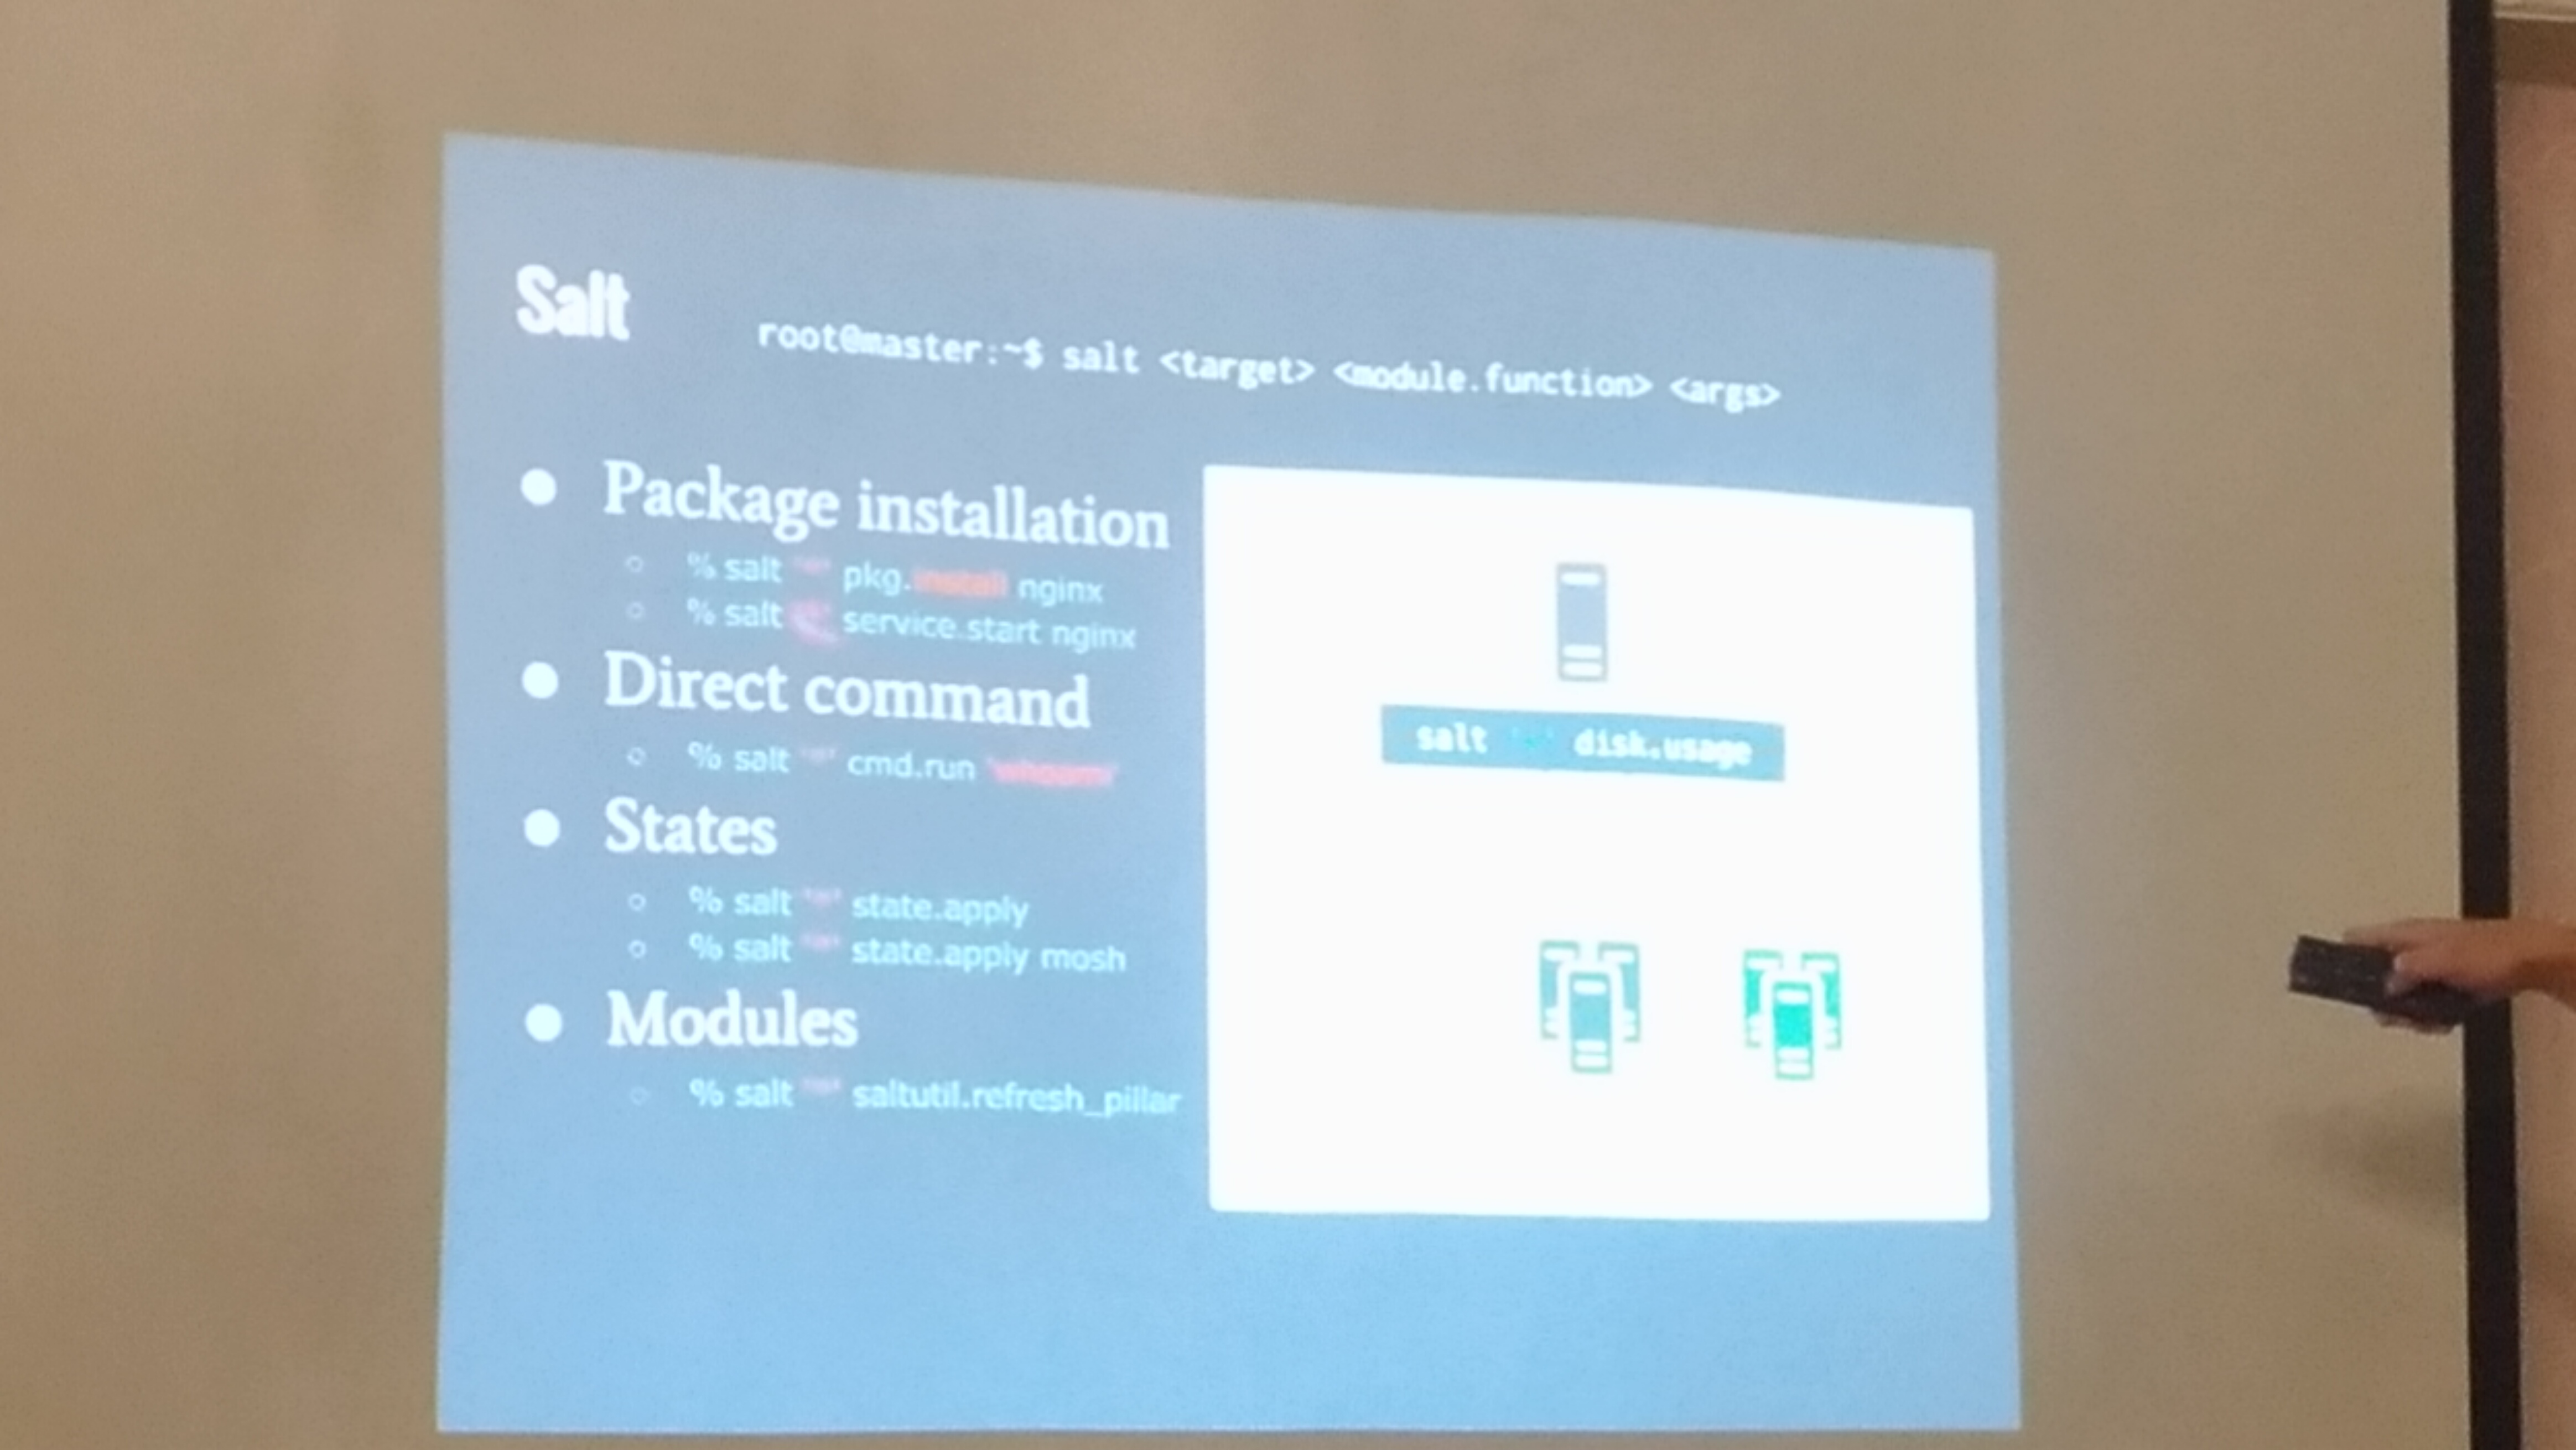 Salt
root@master:~$ salt <target> <module.function> <args>
● Package installation
○ % salt pkg.install nginx
○ % salt service.start nginx
● Direct command
○ % salt cmd.run 'whoami'
● States
○ % salt '*' state.apply
○ % salt '*' state.apply mosh
● Modules
○ % salt '*' saltutil.refresh_pillar
salt disk.usage